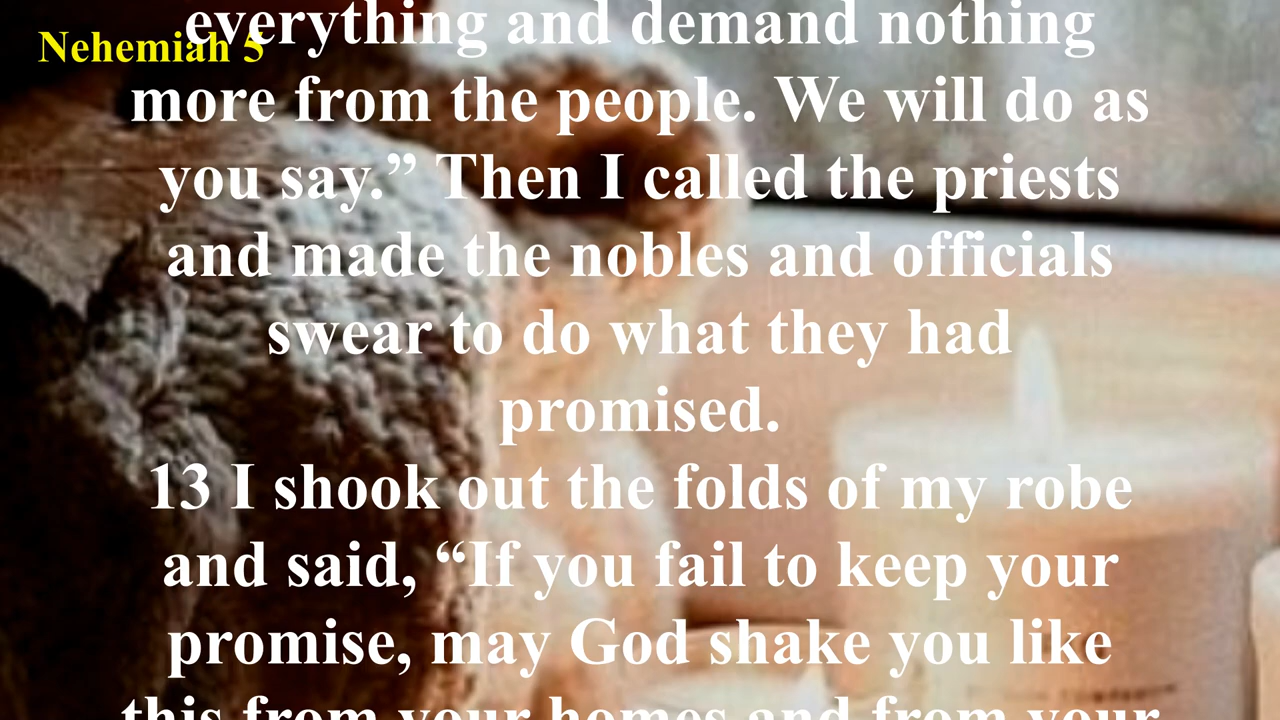 Nehemiah 5
everything and demand nothing
more from the people. We will do as
you say.” Then I called the priests
and made the nobles and officials
swear to do what they had
promised.
13 I shook out the folds of my robe
and said, “If you fail to keep your
promise, may God shake you like
this from your homes and from your